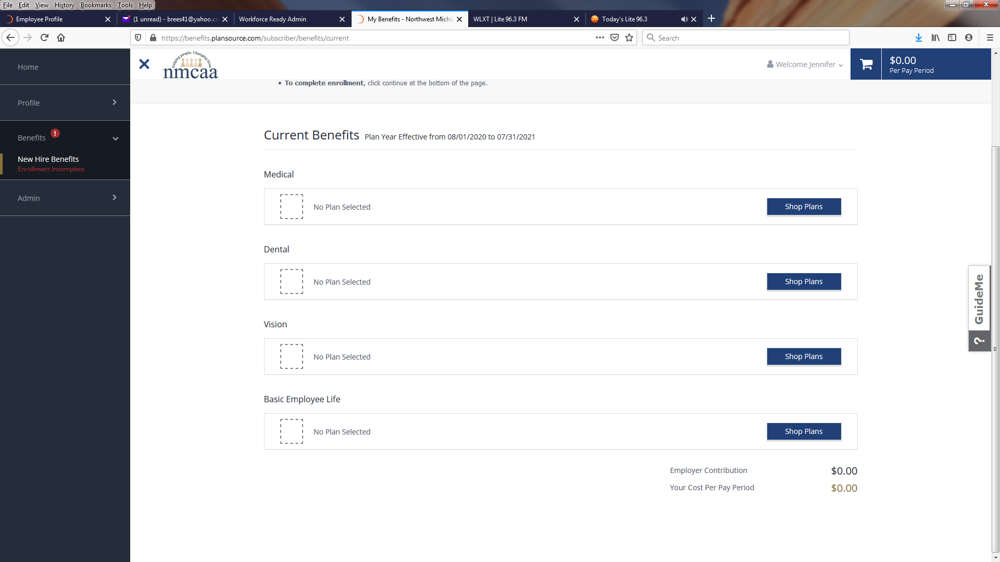 File Edit View History Bookmarks Tools Help
Employee Profile
(1 unread) - brees41@yahoo.co
Workforce Ready Admin
My Benefits - Northwest Michi
WLXT | Lite 96.3 FM
Today's Lite 96.3
https://benefits.plansource.com/subscriber/benefits/current
Search
Home
Profile
Benefits
!
New Hire Benefits
Enrollment Incomplete
Admin
Helping people. Changing lives.
nmcaa
Welcome Jennifer
$0.00
Per Pay Period
• To complete enrollment, click continue at the bottom of the page.
Current Benefits Plan Year Effective from 08/01/2020 to 07/31/2021
Medical
No Plan Selected
Shop Plans
Dental
No Plan Selected
Shop Plans
Vision
No Plan Selected
Shop Plans
Basic Employee Life
No Plan Selected
Shop Plans
Employer Contribution $0.00
Your Cost Per Pay Period $0.00
GuideMe
?